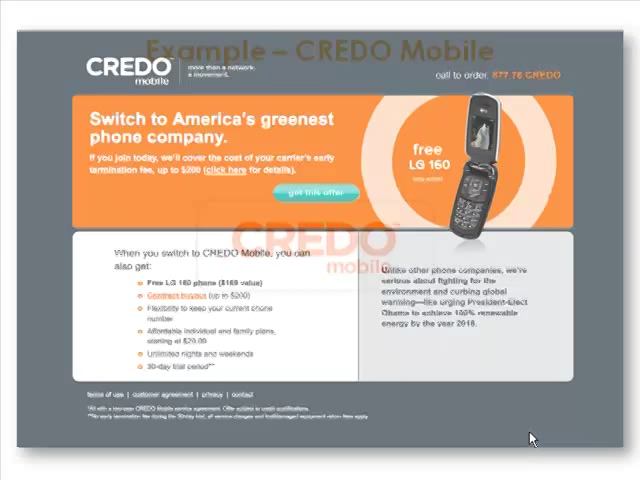 Example – CREDO Mobile
CREDO
mobile
more than a network.
a movement.
call to order. 877 76 CREDO
Switch to America's greenest
phone company.
If you join today, we'll cover the cost of your carrier's early
termination fee, up to $200 (click here for details).
get this offer
free
LG 160
When you switch to CREDO Mobile, you can
also get:
Free LG 160 phone ($169 value)
Contract buyout (up to $200)
Flexibility to keep your current phone
number
Affordable individual and family plans,
starting at $29.99
Unlimited nights and weekends
30-day trial period**
CREDO
mobile
Unlike other phone companies, we're
serious about fighting for the
environment and curbing global
warming—like urging President-Elect
Obama to achieve 100% renewable
energy by the year 2018.
terms of use | customer agreement | privacy | contact